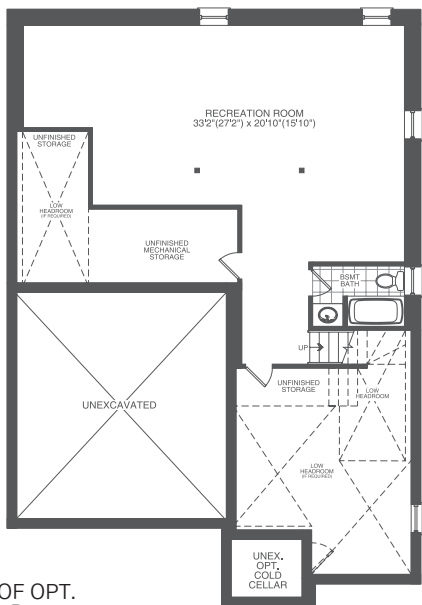 RECREATION ROOM
33'2"(27'2") x 20'10"(15'10")
UNFINISHED
STORAGE
LOW
HEADROOM
(IF REQUIRED)
UNFINISHED
MECHANICAL
STORAGE
BSMT
BATH
UP
UNFINISHED
STORAGE
LOW
HEADROOM
UNEXCAVATED
LOW
HEADROOM
(IF REQUIRED)
UNEX.
OPT.
COLD
CELLAR
OF OPT.